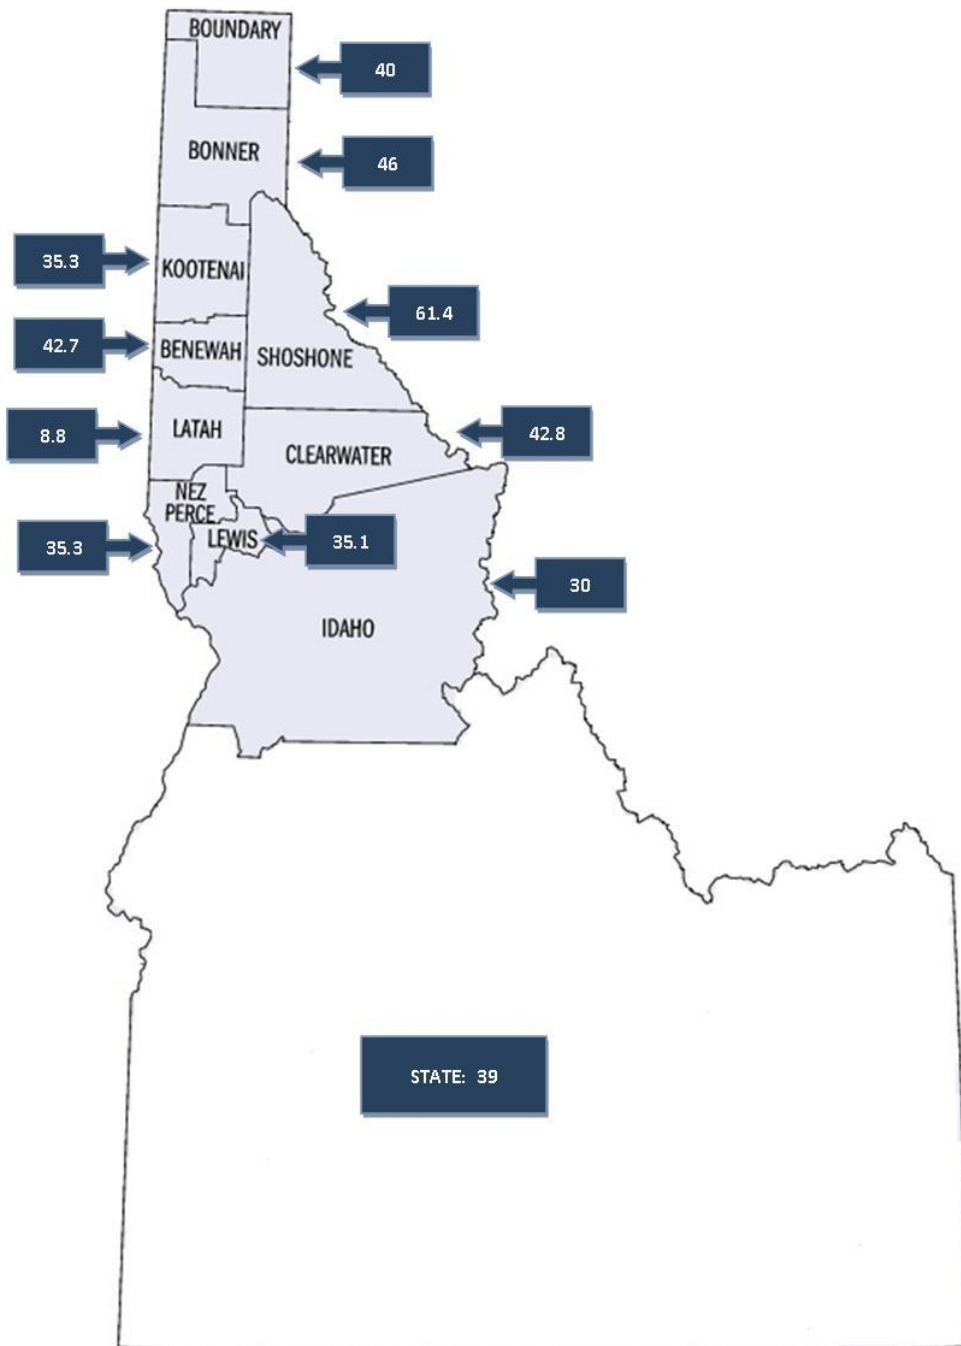 BOUNDARY
40
BONNER
46
35.3
KOOTENAI
61.4
42.7
BENEWAH
SHOSHONE
8.8
LATAH
42.8
CLEARWATER
NEZ
PERCE
35.3
LEWIS
35.1
30
IDAHO
STATE: 39